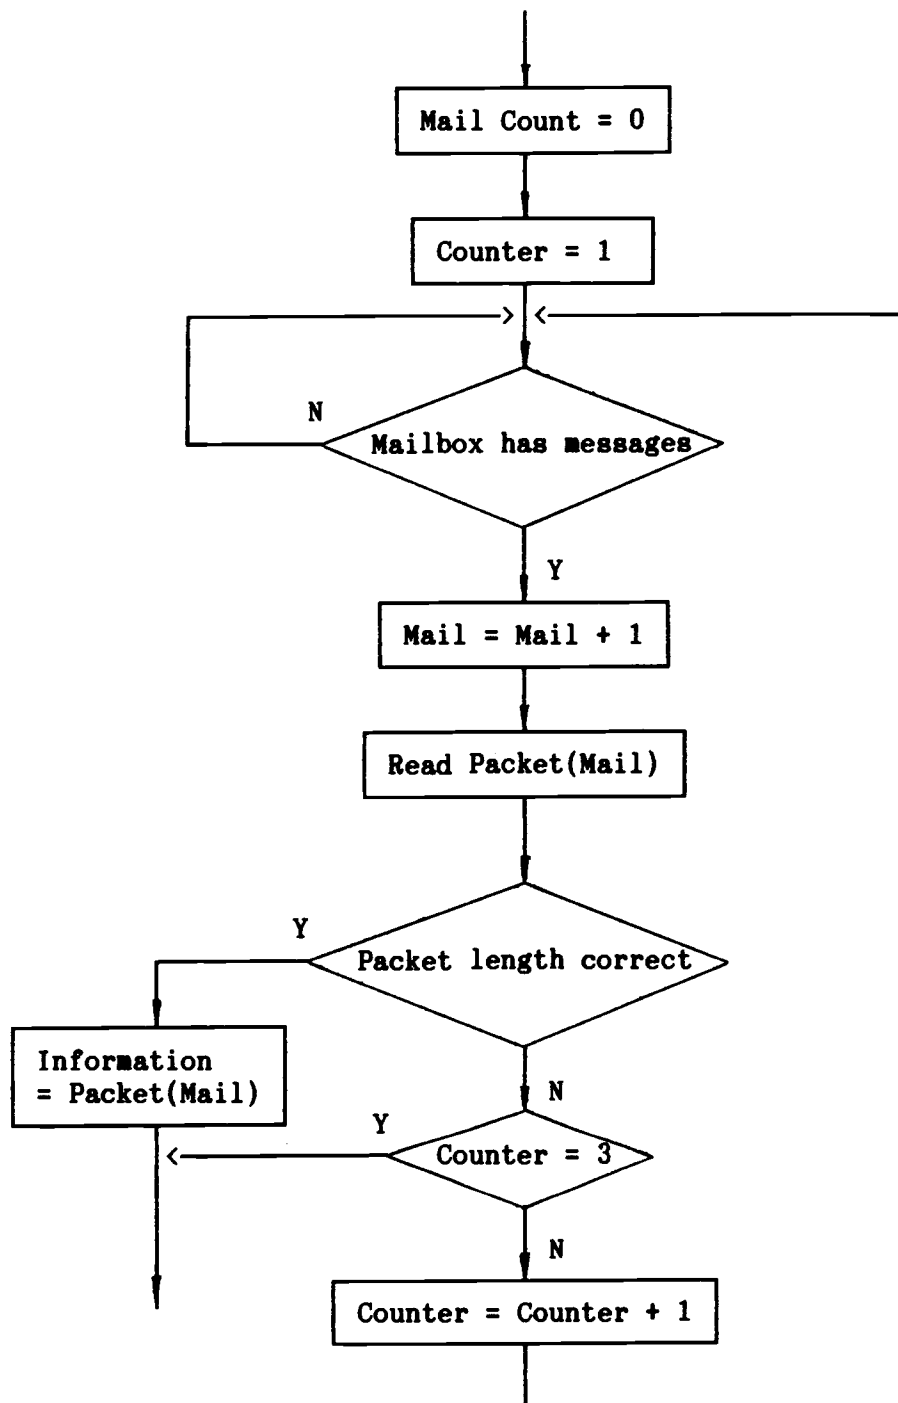 Mail Count = 0
Counter = 1
N
Mailbox has messages
Y
Mail = Mail + 1
Read Packet(Mail)
Y
Packet length correct
Information
= Packet(Mail)
N
Y
Counter = 3
N
Counter = Counter + 1